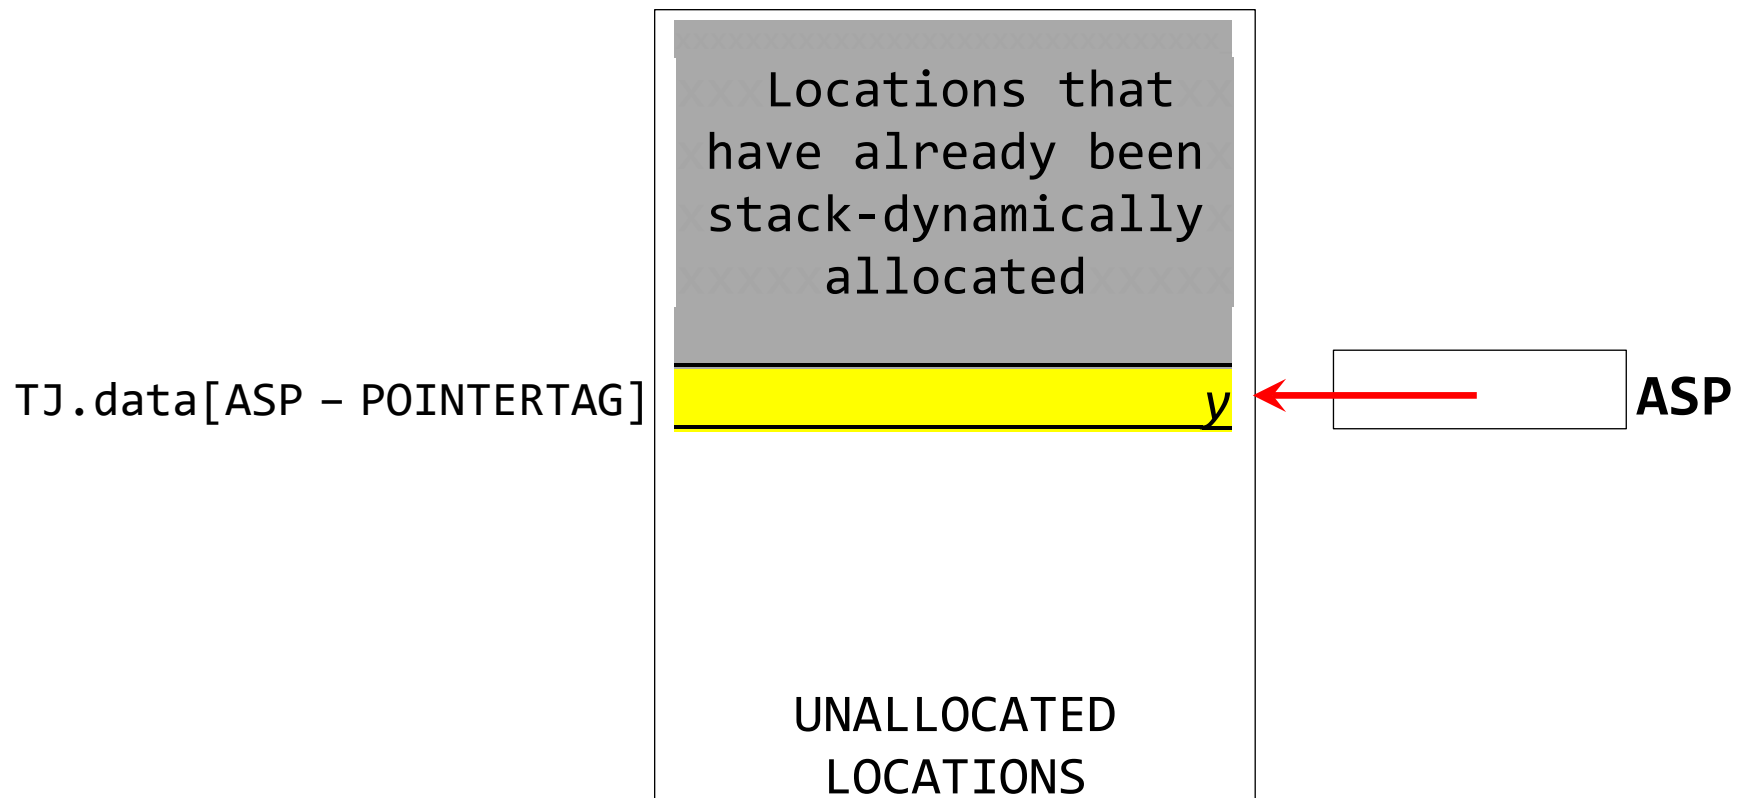 Locations that
have already been
stack-dynamically
allocated
TJ.data[ASP – POINTERTAG]
y
ASP
UNALLOCATED
LOCATIONS